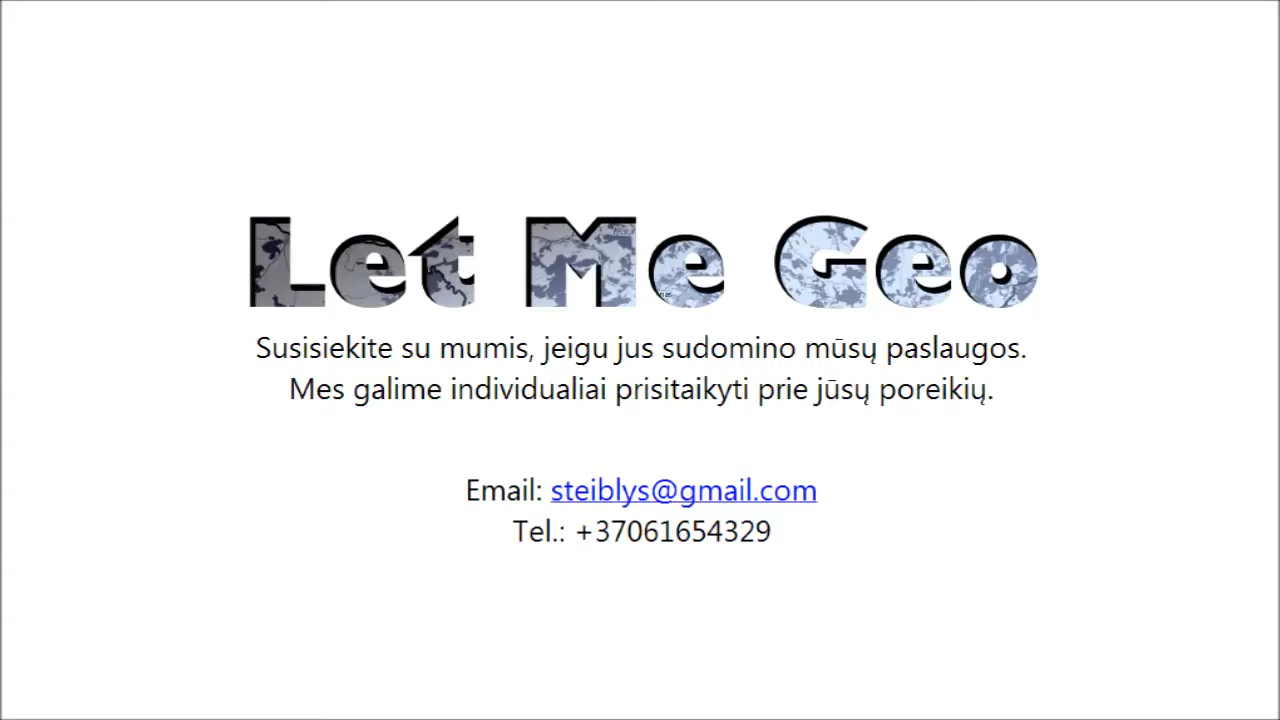 Let Me Geo
Susisiekite su mumis, jeigu jus sudomino mūsų paslaugos.
Mes galime individualiai prisitaikyti prie jūsų poreikių.
Email: steiblys@gmail.com
Tel.: +37061654329